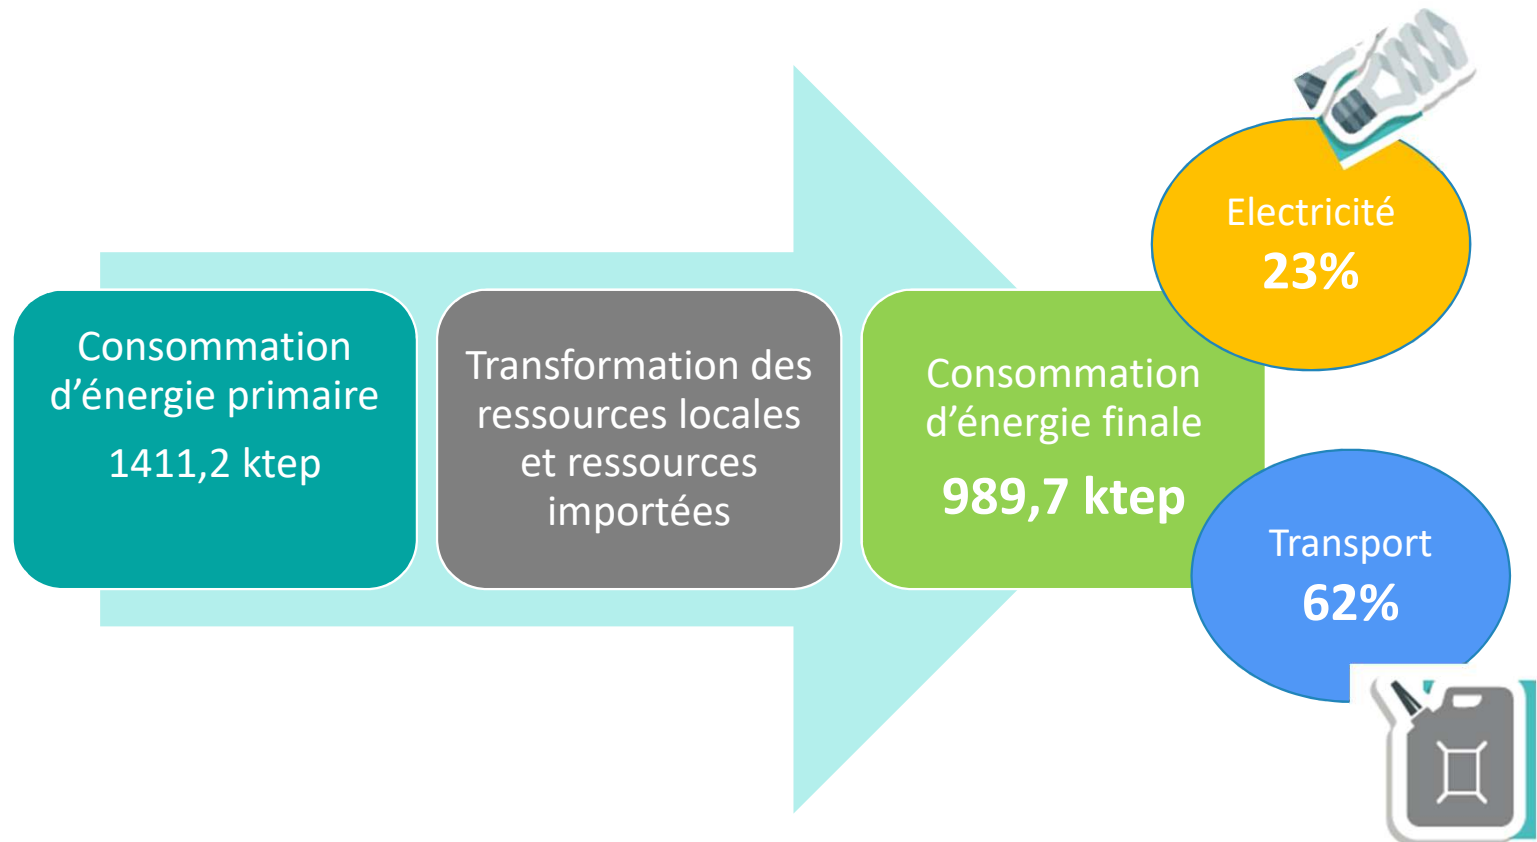 Consommation
d’énergie primaire
1411,2 ktep
Transformation des
ressources locales
et ressources
importées
Consommation
d’énergie finale
989,7 ktep
Electricité
23%
Transport
62%